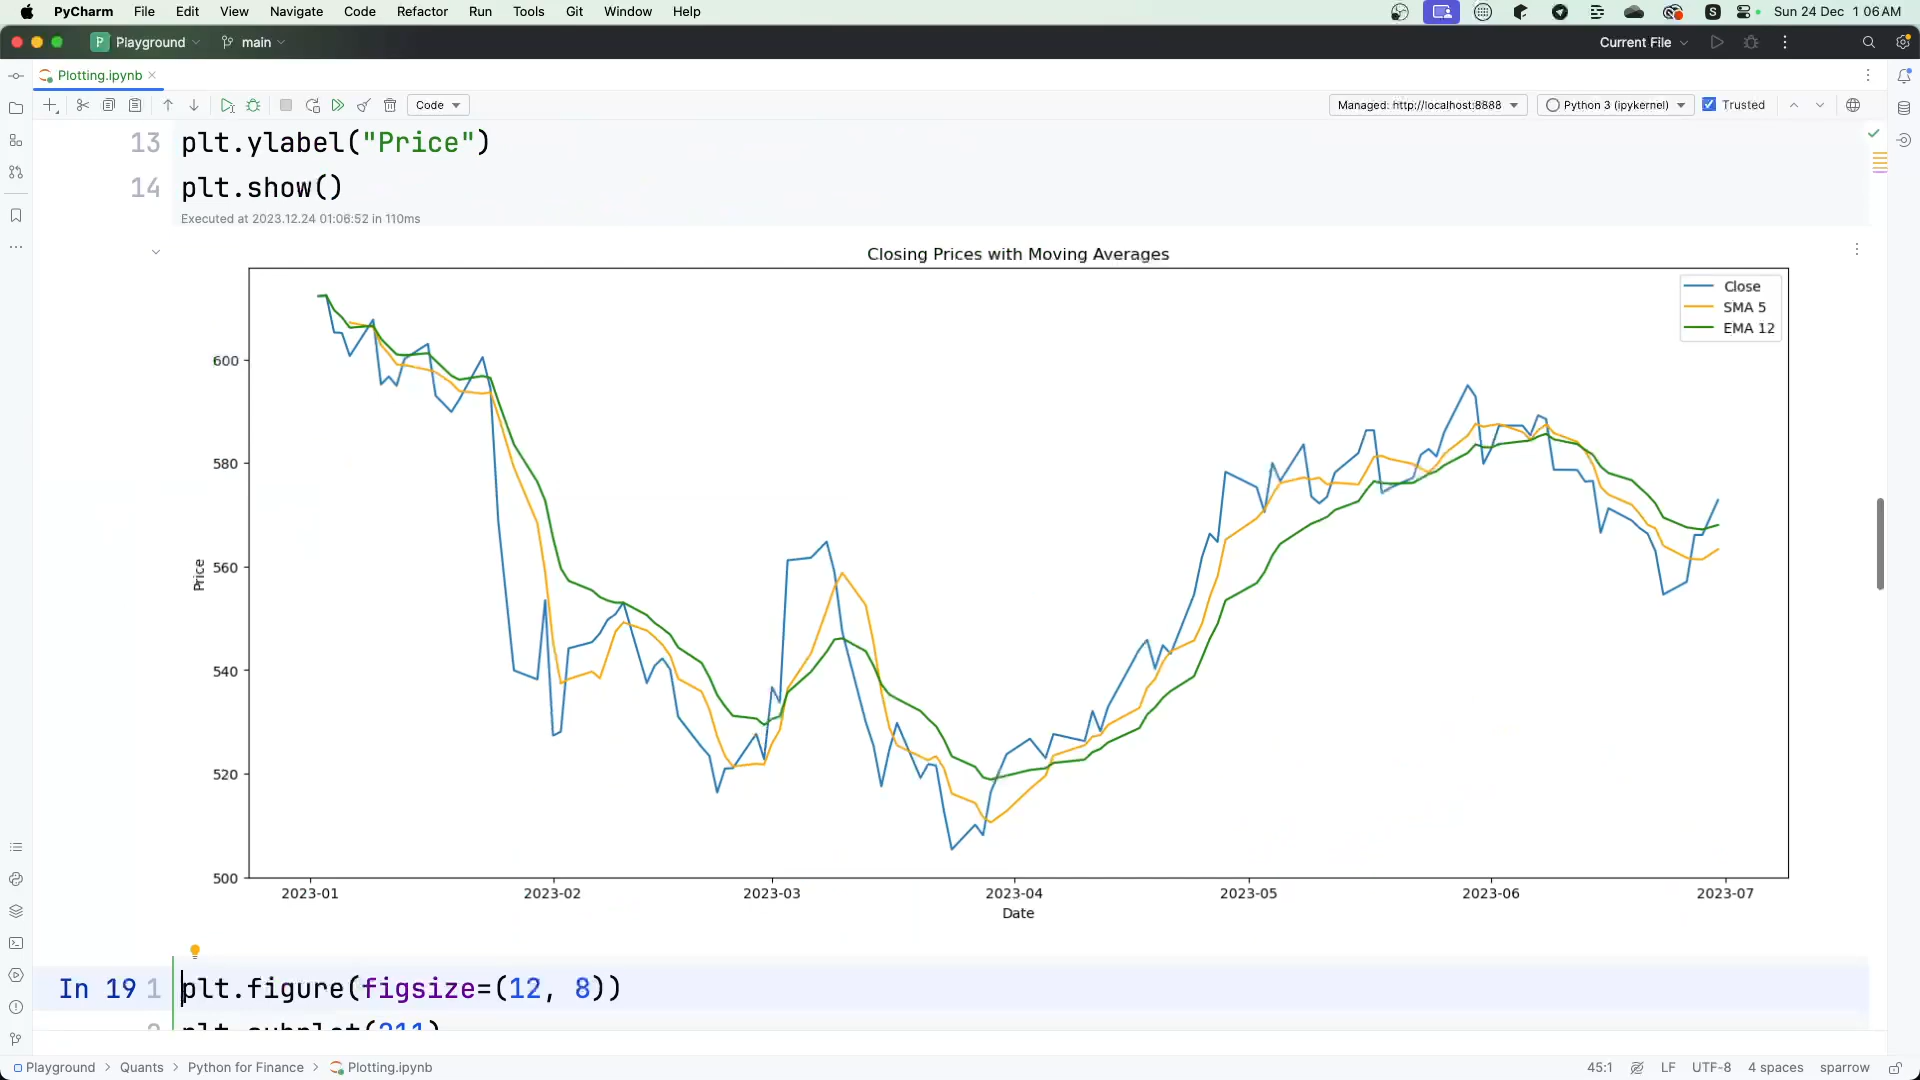 PyCharm File Edit View Navigate Code Refactor Run Tools Git Window Help S Sun 24 Dec 1 06 AM
P Playground main Current File
Plotting.ipynb
Code Managed: http://localhost:8888 Python 3 (ipykernel) Trusted
13 plt.ylabel("Price")
14 plt.show()
Executed at 2023.12.24 01:06:52 in 110ms
Closing Prices with Moving Averages
Close
SMA 5
EMA 12
600
580
560
540
520
500
Price
2023-01 2023-02 2023-03 2023-04 2023-05 2023-06 2023-07
Date
In 19 1 plt.figure(figsize=(12, 8))
2 plt.subplot(211)
Playground > Quants > Python for Finance > Plotting.ipynb 45:1 LF UTF-8 4 spaces sparrow